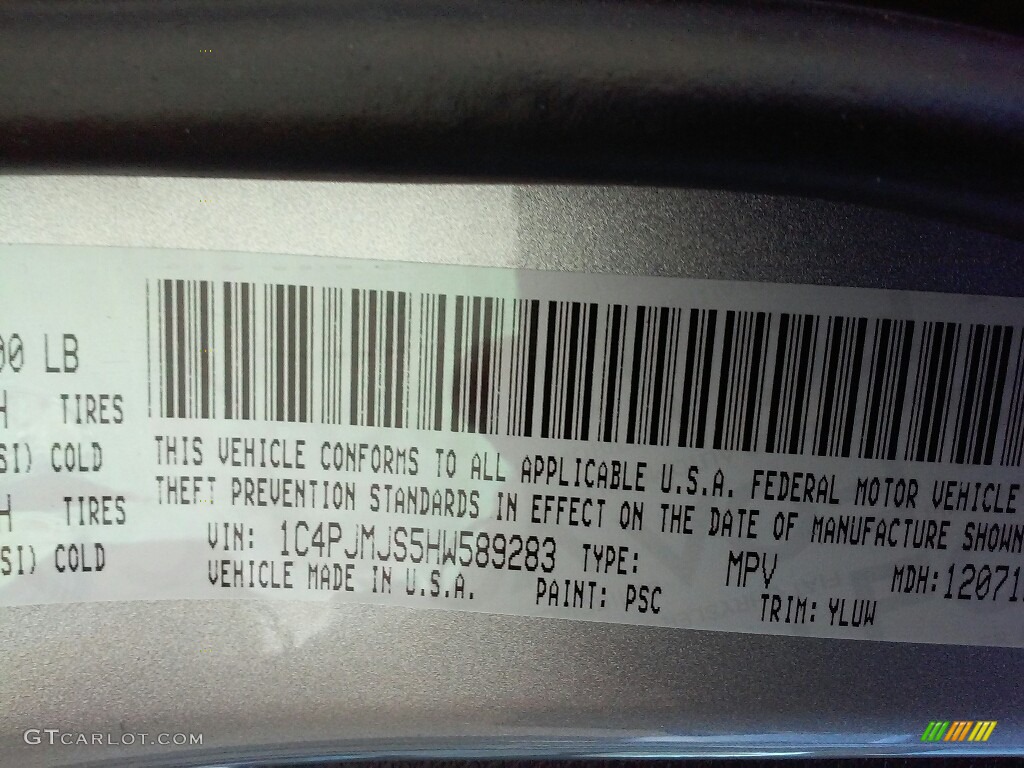 00 LB
H TIRES
SI) COLD
H TIRES
SI) COLD
THIS VEHICLE CONFORMS TO ALL APPLICABLE U.S.A. FEDERAL MOTOR VEHICLE
THEFT PREVENTION STANDARDS IN EFFECT ON THE DATE OF MANUFACTURE SHOWN
VIN: 1C4PJMJS5HW589283 TYPE: MPV MDH: 12071
VEHICLE MADE IN U.S.A. PAINT: PSC TRIM: YLUW
GTCARLOT.COM